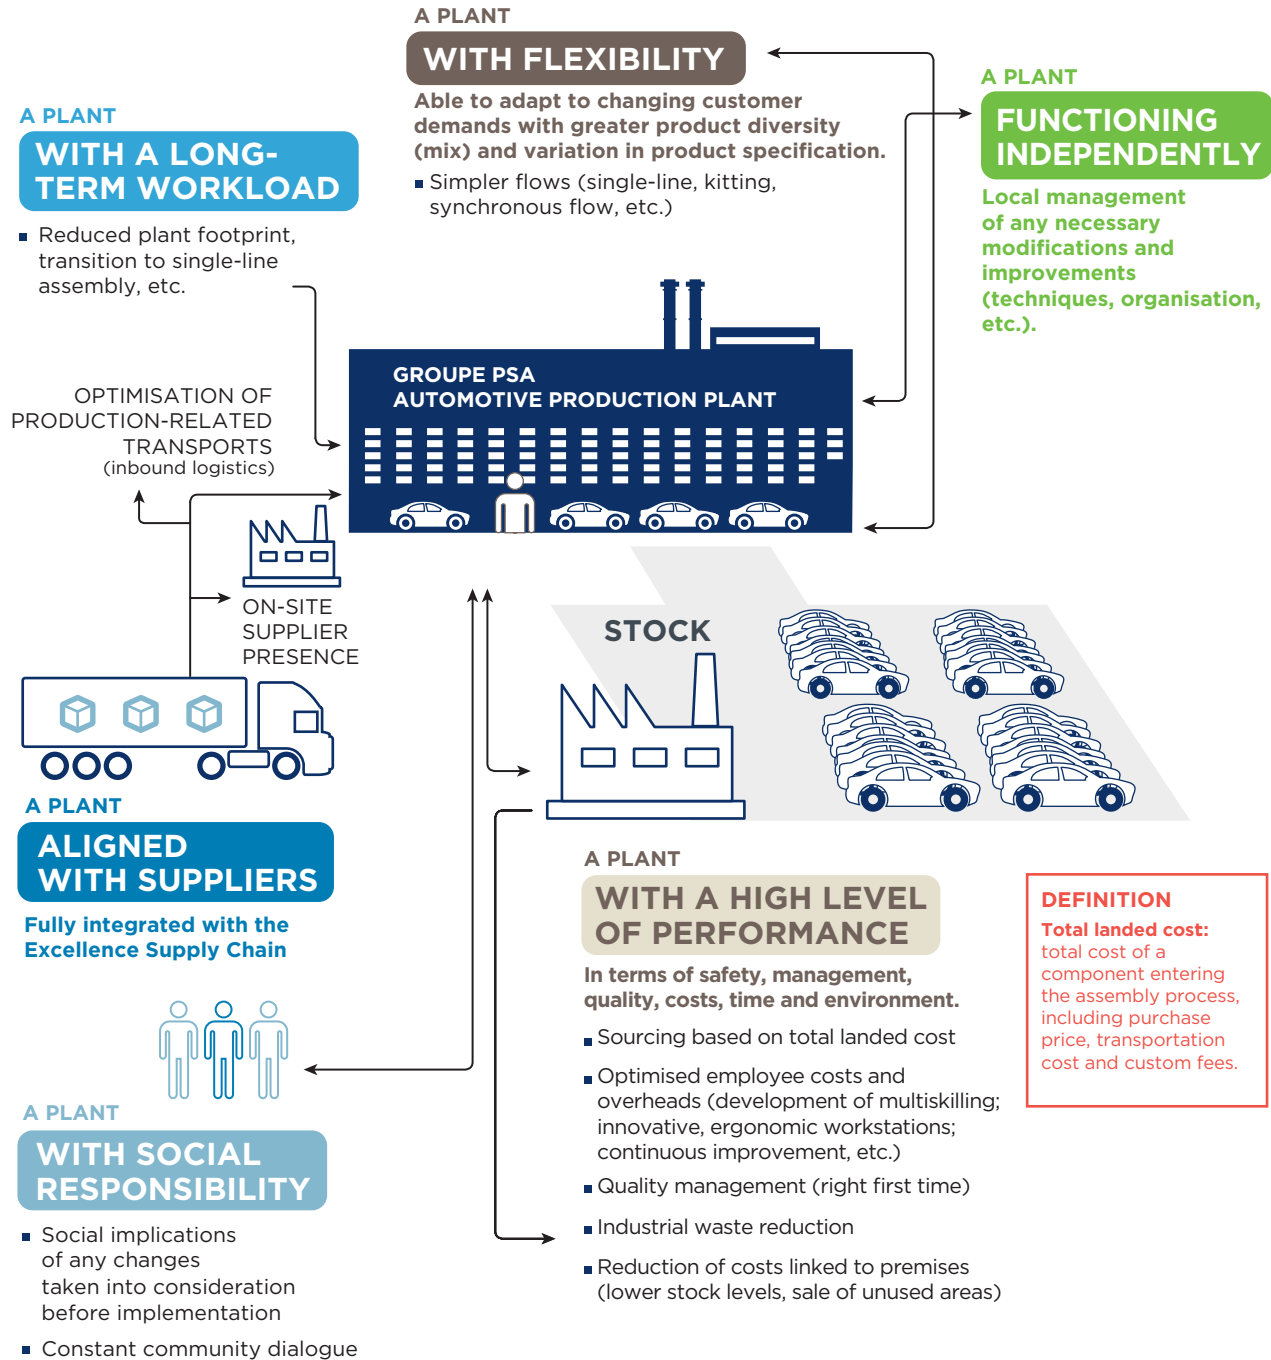 A PLANT
WITH FLEXIBILITY
Able to adapt to changing customer
demands with greater product diversity
(mix) and variation in product specification.
Simpler flows (single-line, kitting,
synchronous flow, etc.)
A PLANT
FUNCTIONING
INDEPENDENTLY
Local management
of any necessary
modifications and
improvements
(techniques, organisation,
etc.).
A PLANT
WITH A LONG-
TERM WORKLOAD
Reduced plant footprint,
transition to single-line
assembly, etc.
GROUPE PSA
AUTOMOTIVE PRODUCTION PLANT
OPTIMISATION OF
PRODUCTION-RELATED
TRANSPORTS
(inbound logistics)
ON-SITE
SUPPLIER
PRESENCE
STOCK
A PLANT
ALIGNED
WITH SUPPLIERS
Fully integrated with the
Excellence Supply Chain
A PLANT
WITH A HIGH LEVEL
OF PERFORMANCE
In terms of safety, management,
quality, costs, time and environment.
Sourcing based on total landed cost
Optimised employee costs and
overheads (development of multiskilling;
innovative, ergonomic workstations;
continuous improvement, etc.)
Quality management (right first time)
Industrial waste reduction
Reduction of costs linked to premises
(lower stock levels, sale of unused areas)
DEFINITION
Total landed cost:
total cost of a
component entering
the assembly process,
including purchase
price, transportation
cost and custom fees.
A PLANT
WITH SOCIAL
RESPONSIBILITY
Social implications
of any changes
taken into consideration
before implementation
Constant community dialogue